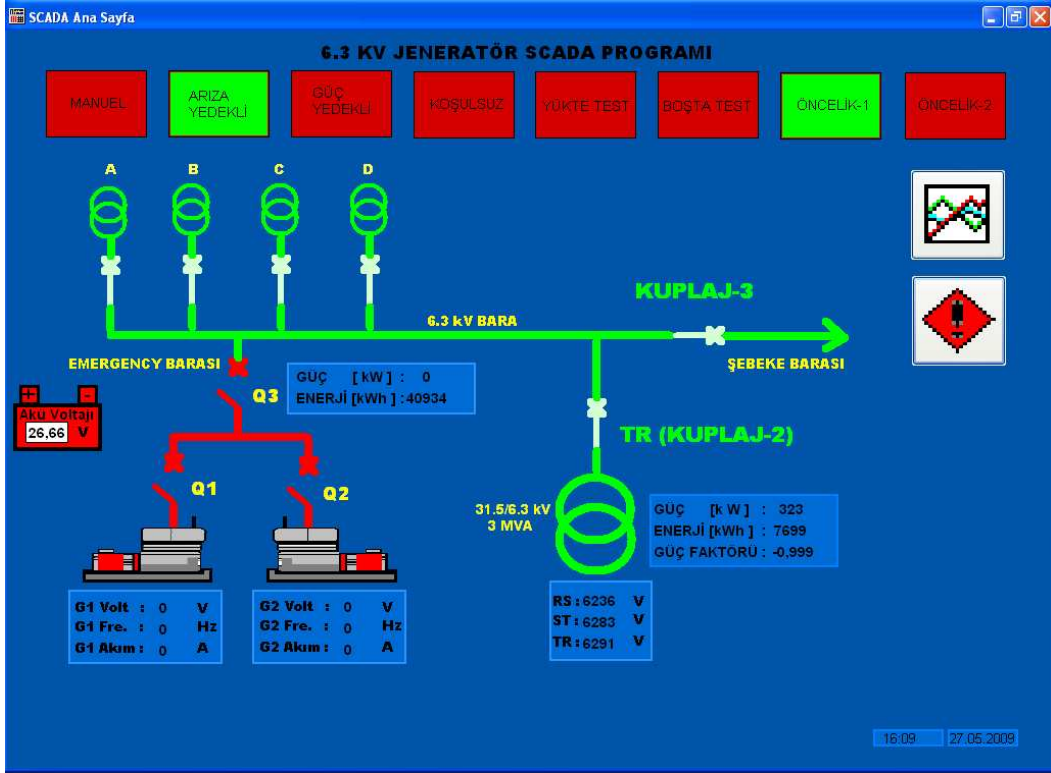 SCADA Ana Sayfa
6.3 KV JENERATÖR SCADA PROGRAMI
MANUEL
ARIZA
YEDEKLİ
GÜÇ
YEDEKLİ
KOŞULSUZ
YÜKTE TEST
BOŞTA TEST
ÖNCELİK-1
ÖNCELİK-2
A
B
C
D
KUPLAJ-3
6.3 kV BARA
ŞEBEKE BARASI
EMERGENCY BARASI
Q3
GÜÇ [ kW ] : 0
ENERJİ [kWh ] :40934
+ -
Akü Voltajı
26,66 V
TR (KUPLAJ-2)
Q1
Q2
31.5/6.3 kV
3 MVA
GÜÇ [k W ] : 323
ENERJİ [kWh ] : 7699
GÜÇ FAKTÖRÜ : -0,999
G1 Volt : 0 V
G1 Fre. : 0 Hz
G1 Akım : 0 A
G2 Volt : 0 V
G2 Fre. : 0 Hz
G2 Akım : 0 A
RS : 6236 V
ST : 6283 V
TR : 6291 V
16:09 27.05.2009